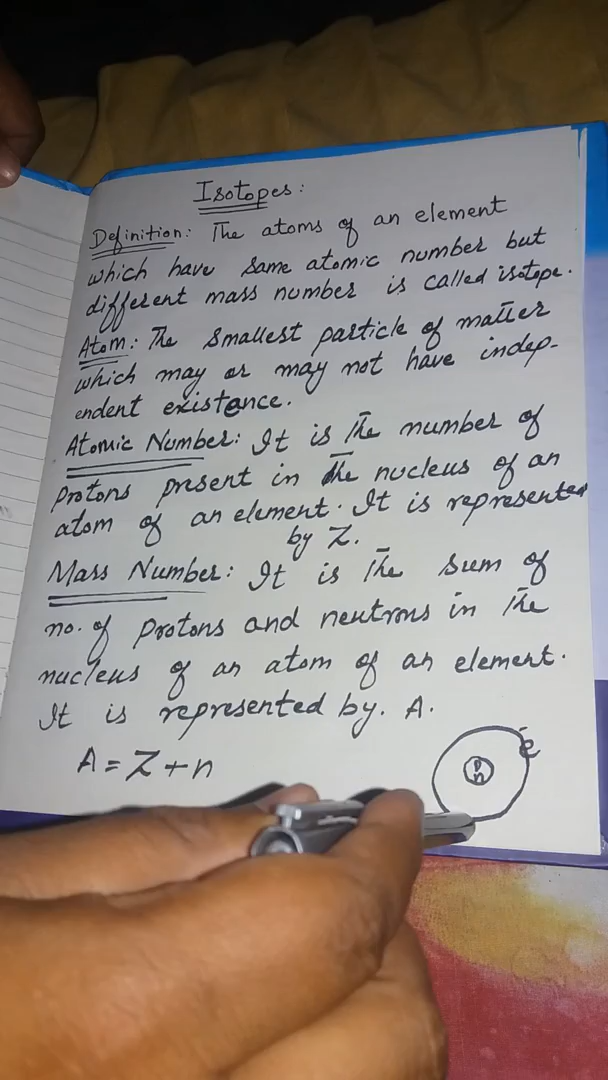 Isotopes:
Definition: The atoms of an element
which have same atomic number but
different mass number is called isotope.
Atom: The smallest particle of matter
which may or may not have indep-
endent existence.
Atomic Number: It is the number of
Protons present in the nucleus of an
atom of an element. It is represented
by Z.
Mass Number: It is the sum of
no. of protons and neutrons in the
nucleus of an atom of an element.
It is represented by. A.
A = Z + n
e
p
n